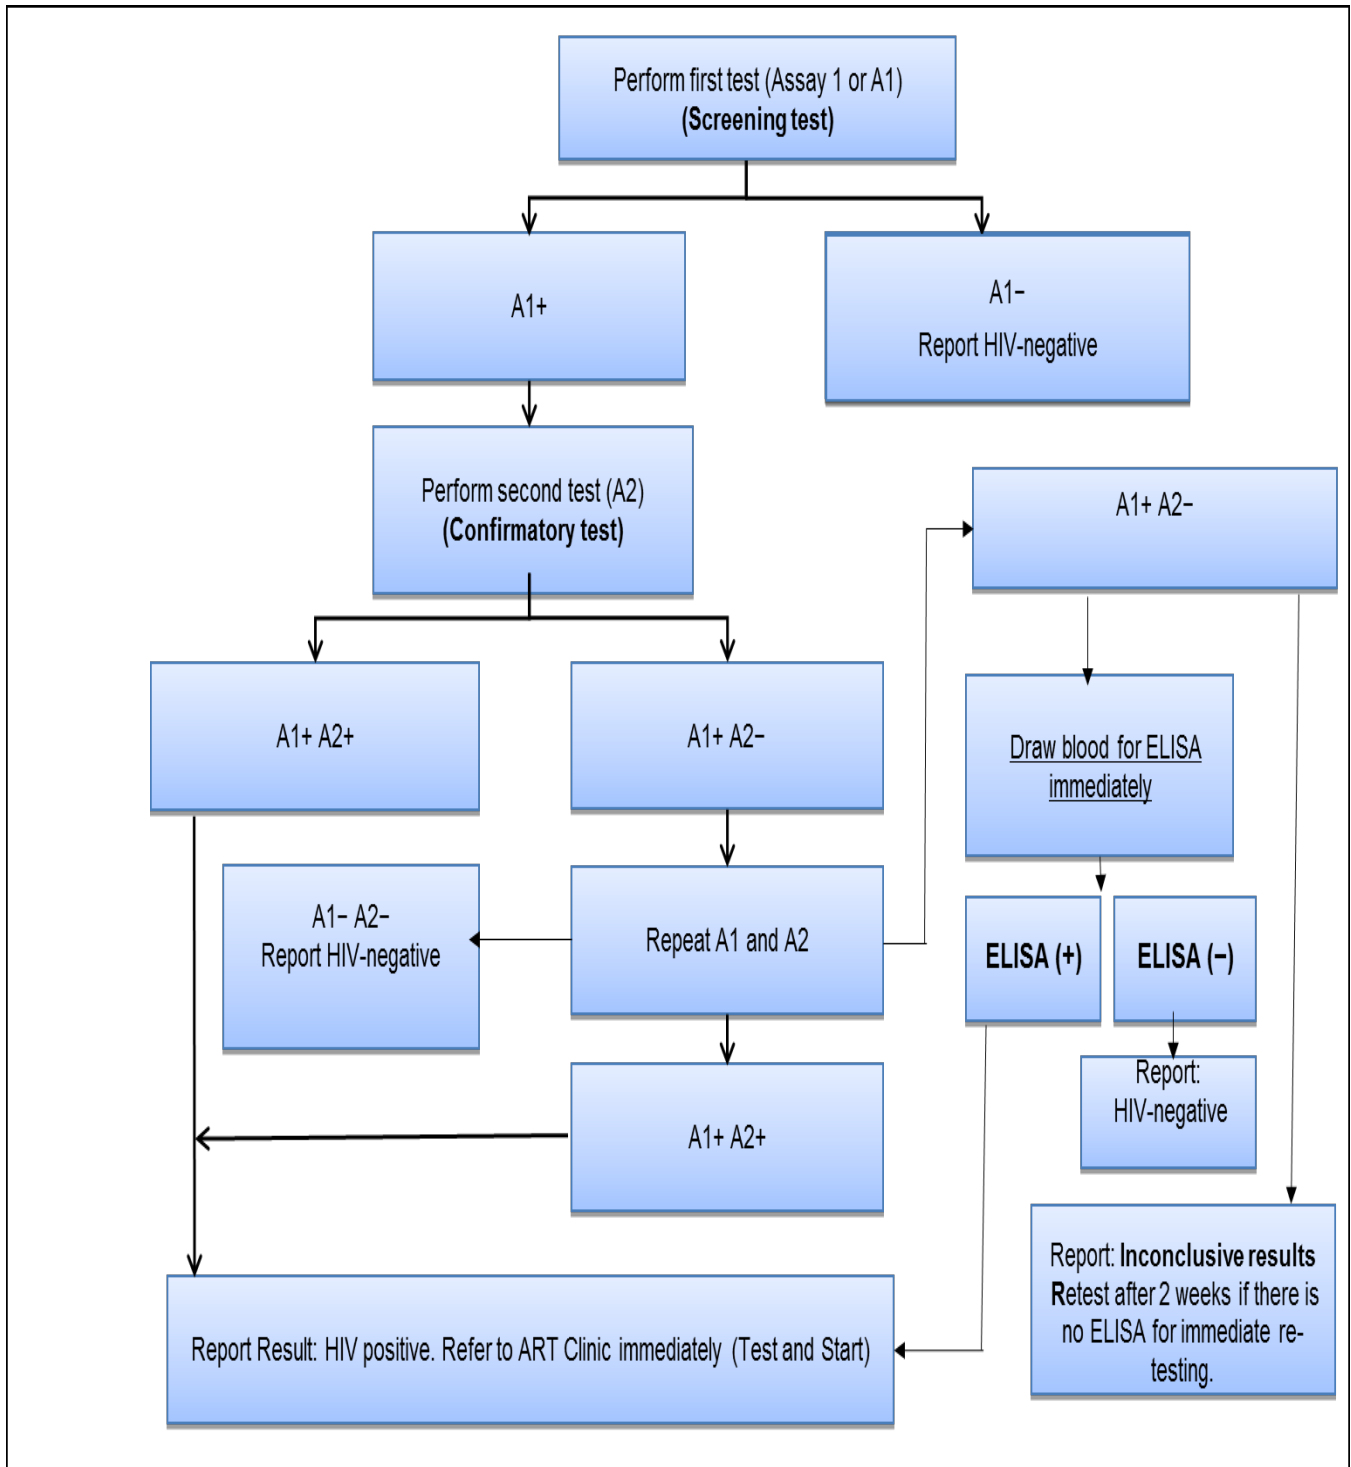 Perform first test (Assay 1 or A1)
(Screening test)
A1+
A1−
Report HIV-negative
Perform second test (A2)
(Confirmatory test)
A1+ A2−
A1+ A2+
A1+ A2−
Draw blood for ELISA
immediately
A1− A2−
Report HIV-negative
Repeat A1 and A2
ELISA (+)
ELISA (−)
Report:
HIV-negative
A1+ A2+
Report: Inconclusive results
Retest after 2 weeks if there is
no ELISA for immediate re-
testing.
Report Result: HIV positive. Refer to ART Clinic immediately (Test and Start)